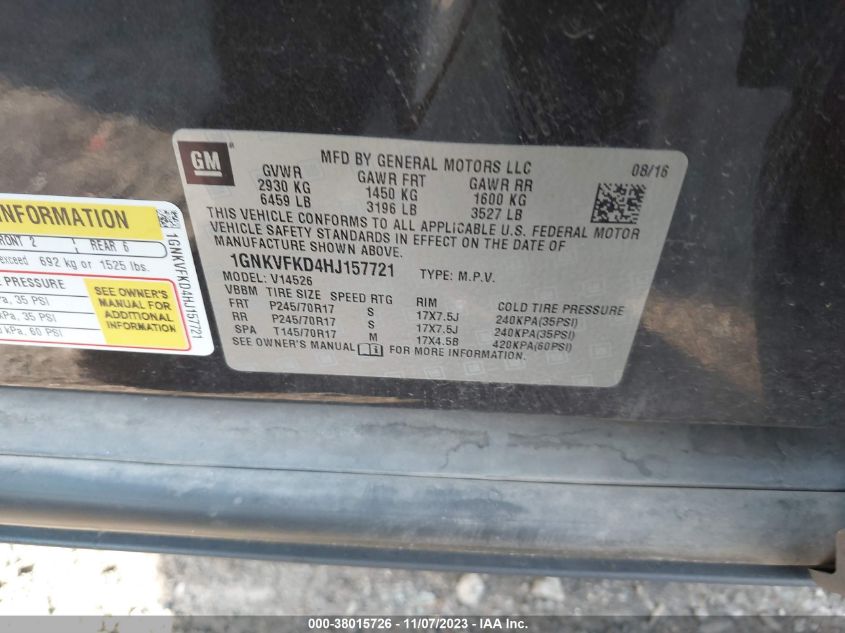 GM
MFD BY GENERAL MOTORS LLC
08/16
GVWR GAWR FRT GAWR RR
2930 KG 1450 KG 1600 KG
6459 LB 3196 LB 3527 LB
THIS VEHICLE CONFORMS TO ALL APPLICABLE U.S. FEDERAL MOTOR
VEHICLE SAFETY STANDARDS IN EFFECT ON THE DATE OF
MANUFACTURE SHOWN ABOVE.
1GNKVFKD4HJ157721 TYPE: M.P.V.
MODEL: V14526
VBBM TIRE SIZE SPEED RTG RIM COLD TIRE PRESSURE
FRT P245/70R17 S 17X7.5J 240KPA(35PSI)
RR P245/70R17 S 17X7.5J 240KPA(35PSI)
SPA T145/70R17 M 17X4.5B 420KPA(60PSI)
SEE OWNER'S MANUAL FOR MORE INFORMATION.
INFORMATION
RONT 2 REAR 6
exceed 692 kg or 1525 lbs.
PRESSURE
a, 35 PSI
kPa, 35 PSI
kPa, 60 PSI
SEE OWNER'S
MANUAL FOR
ADDITIONAL
INFORMATION
1GNKVFKD4HJ157721
000-38015726 - 11/07/2023 - IAA Inc.